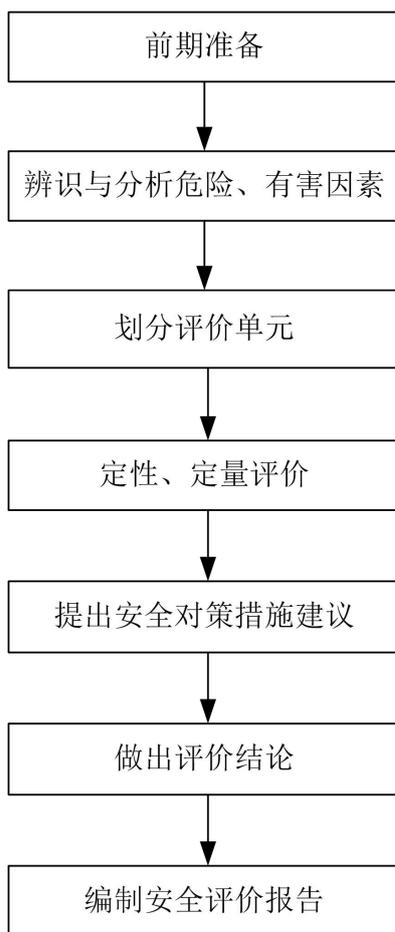 前期准备
辨识与分析危险、有害因素
划分评价单元
定性、定量评价
提出安全对策措施建议
做出评价结论
编制安全评价报告